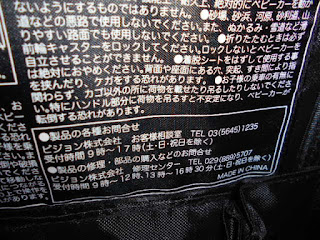 ないようにするものではありません。
道などの悪路で使用しないでください。また、ぬかるみ・雪道など滑
りやすい路面でも使用しないでください。
前輪キャスターをロックしてください。ロックしないとベビーカーが
自立することができません。
は絶対におやめください。背面や座面にある穴、突起、すき間により指
を挟んだり、ケガをする恐れがあります。
関わらず、カゴ以外の所に荷物を載せたり吊るしたりしないでくださ
い。特にハンドル部分に荷物を吊ると不安定になり、ベビーカーが
倒する恐れがあります。
●砂場、砂浜、河原、砂利道、山
●折りたたむときは必ず
●着脱シートをはずして使用する事
●お子様の乗車の有無に
●製品の各種お問合せ
ピジョン株式会社 お客様相談室 TEL 03(5645)1235
受付時間 9時〜17時(土・日・祝日を除く)
●製品の修理・部品の購入などのお問合せ
ピジョン株式会社 修理センター TEL 029(889)5707
受付時間 9時〜12時、13時〜16時30分(土・日・祝日を除く)
MADE IN CHINA